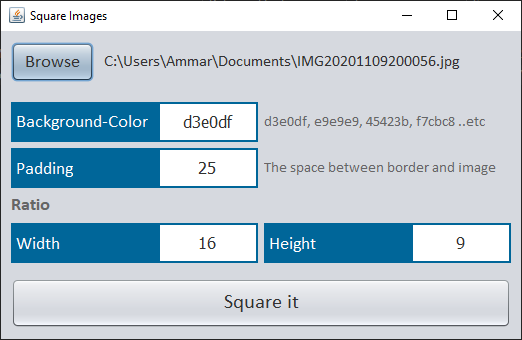 Square Images
Browse C:\Users\Ammar\Documents\IMG20201109200056.jpg
Background-Color d3e0df d3e0df, e9e9e9, 45423b, f7cbc8 ..etc
Padding 25 The space between border and image
Ratio
Width 16 Height 9
Square it